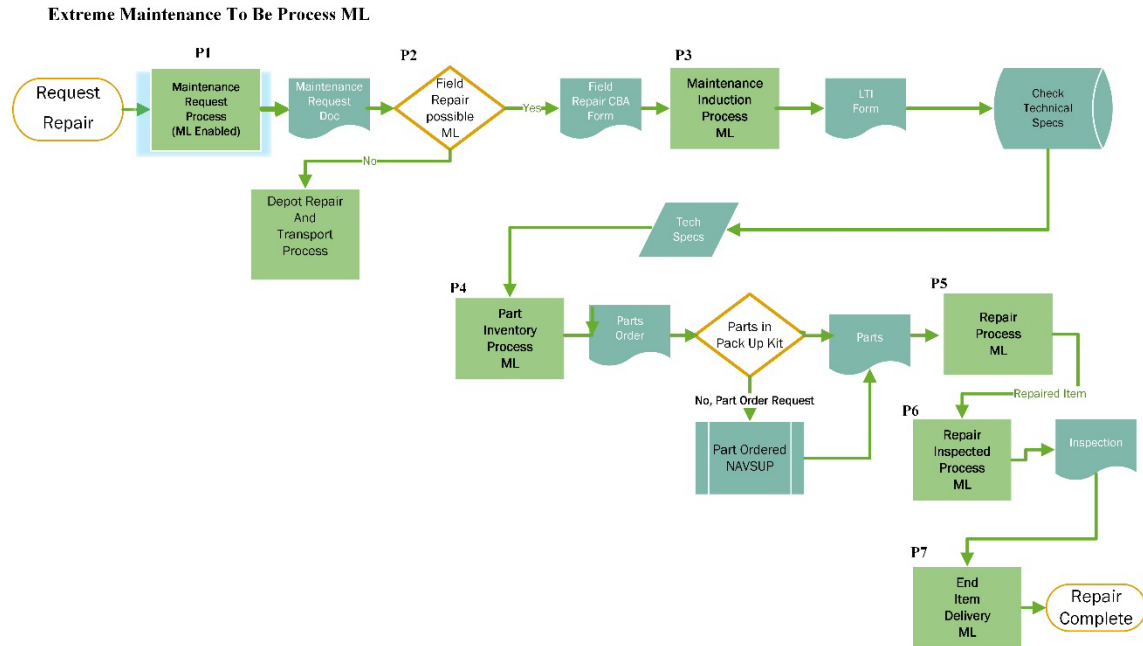 Extreme Maintenance To Be Process ML
P1
P2
P3
Request
Repair
Maintenance
Request
Process
(ML Enabled)
Maintenance
Request
Doc
Field
Repair
possible
ML
Yes
Field
Repair CBA
Form
Maintenance
Induction
Process
ML
LTI
Form
Check
Technical
Specs
No
Depot Repair
And
Transport
Process
Tech
Specs
P4
Part
Inventory
Process
ML
Parts
Order
Parts in
Pack Up Kit
Parts
P5
Repair
Process
ML
No, Part Order Request
Part Ordered
NAVSUP
Repaired Item
P6
Repair
Inspected
Process
ML
Inspection
P7
End
Item
Delivery
ML
Repair
Complete